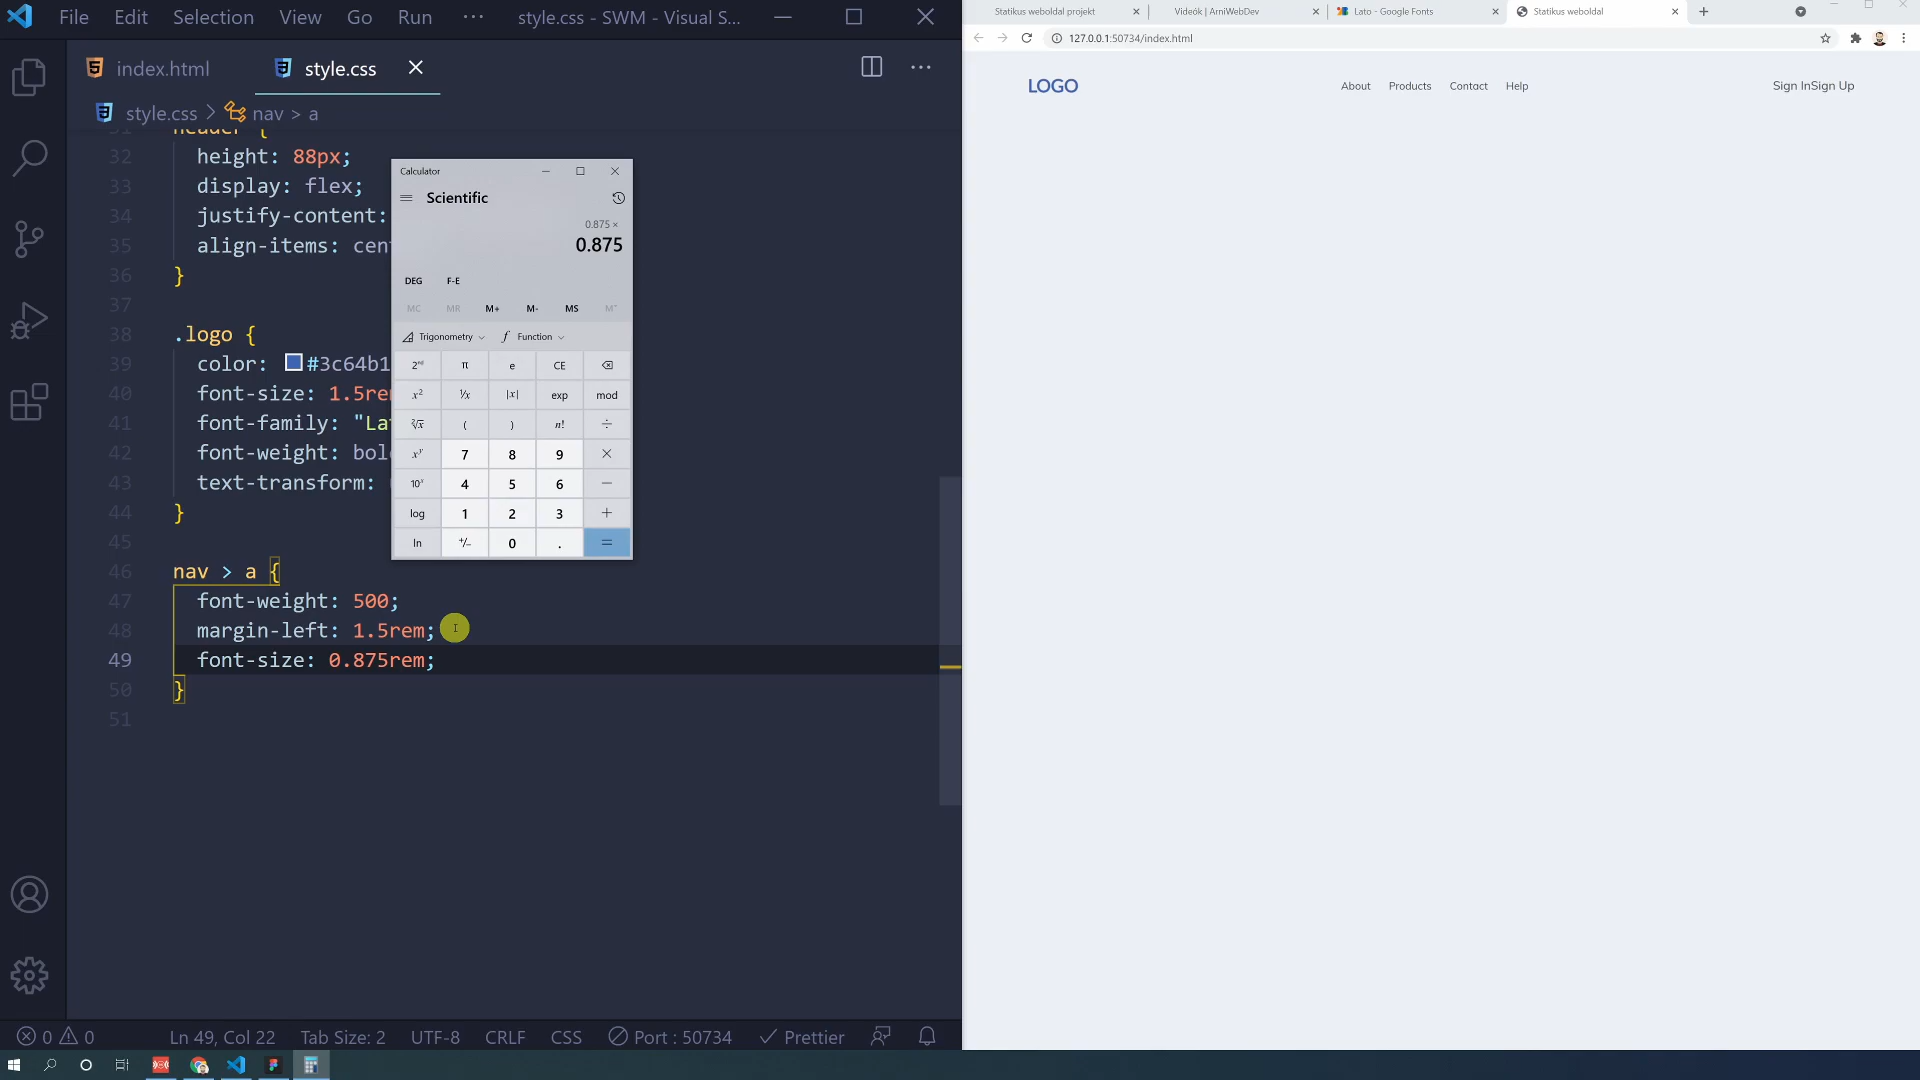 File Edit Selection View Go Run ··· style.css - SWM - Visual S...
index.html style.css
style.css > nav > a
32 height: 88px;
33 display: flex;
34 justify-content:
35 align-items: cen
36 }
37
38 .logo {
39 color: #3c64b1
40 font-size: 1.5re
41 font-family: "La
42 font-weight: bol
43 text-transform:
44 }
45
46 nav > a {
47 font-weight: 500;
48 margin-left: 1.5rem;
49 font-size: 0.875rem;
50 }
51
0 0 Ln 49, Col 22 Tab Size: 2 UTF-8 CRLF CSS Port : 50734 Prettier
Calculator
Scientific
0.875 ×
0.875
DEG F-E
MC MR M+ M- MS M˅
Trigonometry f Function
2ⁿᵈ π e CE
x² ¹/x |x| exp mod
²√x ( ) n! ÷
xʸ 7 8 9 ×
10ˣ 4 5 6 −
log 1 2 3 +
ln +/− 0 . =
Statikus weboldal projekt Videók | ArniWebDev Lato - Google Fonts Statikus weboldal
127.0.0.1:50734/index.html
LOGO About Products Contact Help Sign InSign Up